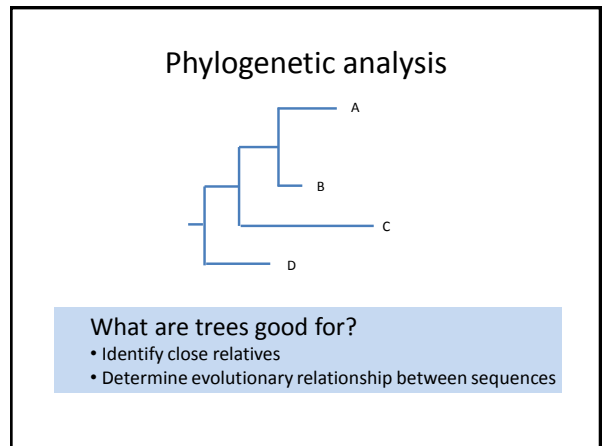 Phylogenetic analysis
A
B
C
D
What are trees good for?
• Identify close relatives
• Determine evolutionary relationship between sequences